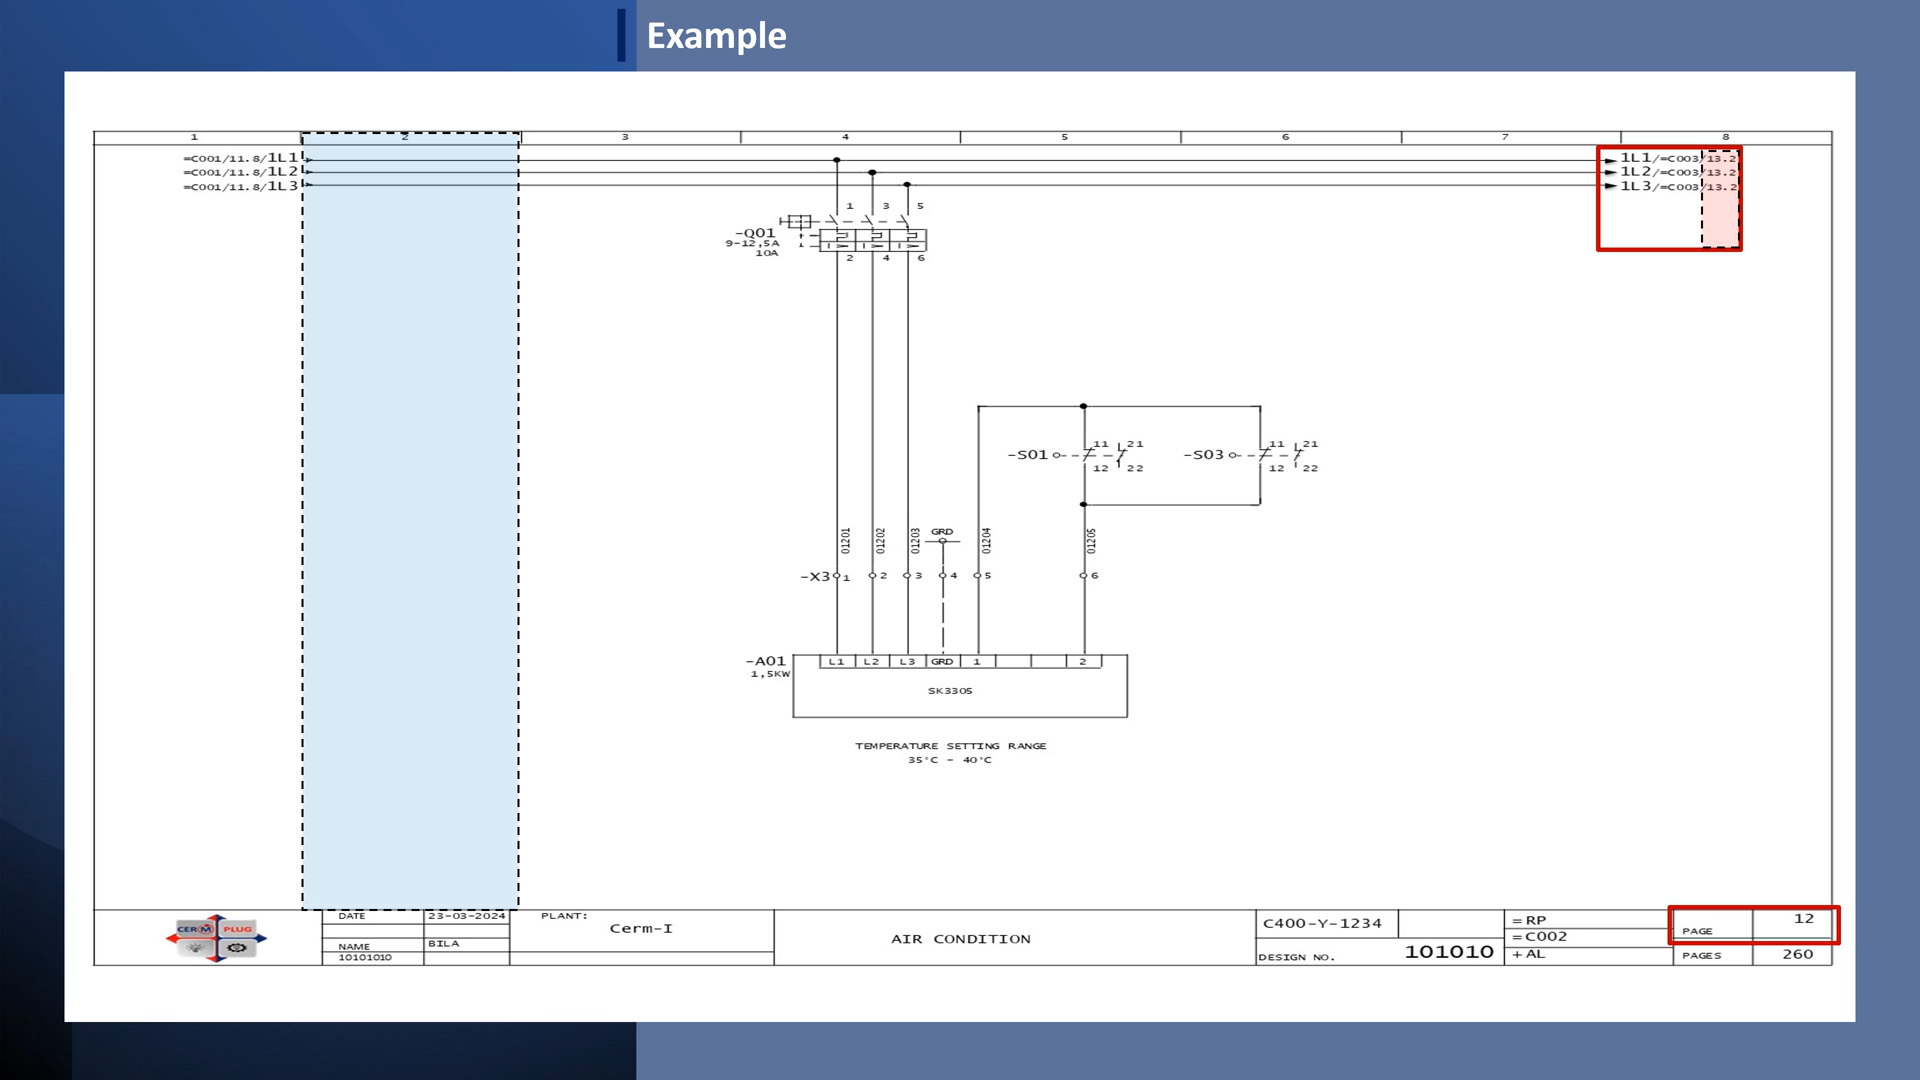 Example
1 2 3 4 5 6 7 8
=C001/11.8/1L1 1L1/=C003/13.2
=C001/11.8/1L2 1L2/=C003/13.2
=C001/11.8/1L3 1L3/=C003/13.2
1 3 5
-Q01
9-12,5A
10A
2 4 6
-S01 11 21 -S03 11 21
12 22 12 22
01201 01202 01203 GRD 01204 01205
-X3 1 2 3 4 5 6
-A01 L1 L2 L3 GRD 1 2
1,5KW
SK3305
TEMPERATURE SETTING RANGE
35°C - 40°C
CERM PLUG
DATE 23-03-2024
NAME BILA
10101010
PLANT:
Cerm-I
AIR CONDITION
C400-Y-1234
DESIGN NO. 101010
=RP
=C002
+AL
PAGE 12
PAGES 260